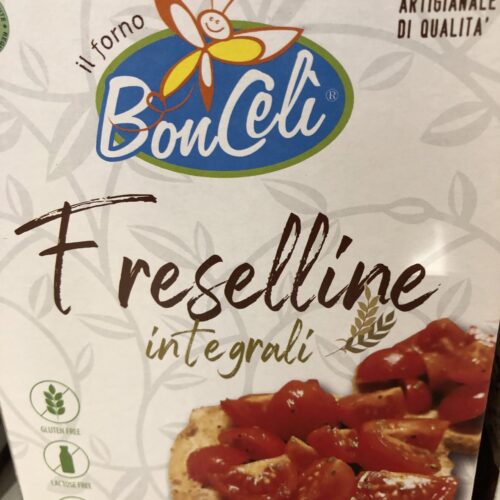 ARTIGIANALE
DI QUALITA'
il forno
BonCelì®
Freselline
integrali
GLUTEN FREE
LACTOSE FREE